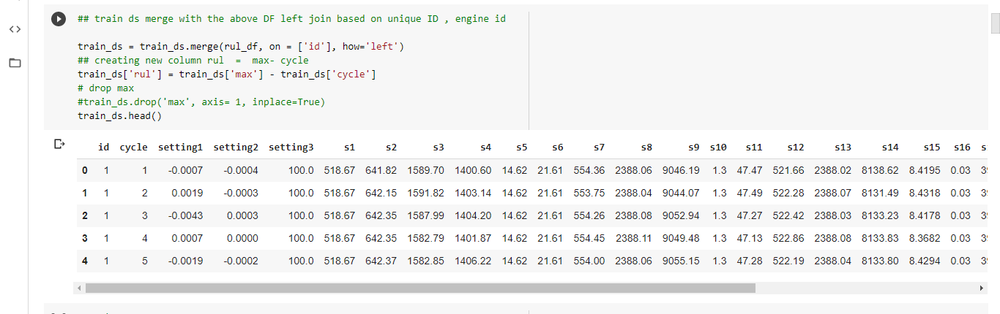 ## train ds merge with the above DF left join based on unique ID , engine id
train_ds = train_ds.merge(rul_df, on = ['id'], how='left')
## creating new column rul  =  max- cycle
train_ds['rul'] = train_ds['max'] - train_ds['cycle']
# drop max
#train_ds.drop('max', axis= 1, inplace=True)
train_ds.head()
id cycle setting1 setting2 setting3 s1 s2 s3 s4 s5 s6 s7 s8 s9 s10 s11 s12 s13 s14 s15 s16
0 1 1 -0.0007 -0.0004 100.0 518.67 641.82 1589.70 1400.60 14.62 21.61 554.36 2388.06 9046.19 1.3 47.47 521.66 2388.02 8138.62 8.4195 0.03
1 1 2 0.0019 -0.0003 100.0 518.67 642.15 1591.82 1403.14 14.62 21.61 553.75 2388.04 9044.07 1.3 47.49 522.28 2388.07 8131.49 8.4318 0.03
2 1 3 -0.0043 0.0003 100.0 518.67 642.35 1587.99 1404.20 14.62 21.61 554.26 2388.08 9052.94 1.3 47.27 522.42 2388.03 8133.23 8.4178 0.03
3 1 4 0.0007 0.0000 100.0 518.67 642.35 1582.79 1401.87 14.62 21.61 554.45 2388.11 9049.48 1.3 47.13 522.86 2388.08 8133.83 8.3682 0.03
4 1 5 -0.0019 -0.0002 100.0 518.67 642.37 1582.85 1406.22 14.62 21.61 554.00 2388.06 9055.15 1.3 47.28 522.19 2388.04 8133.80 8.4294 0.03